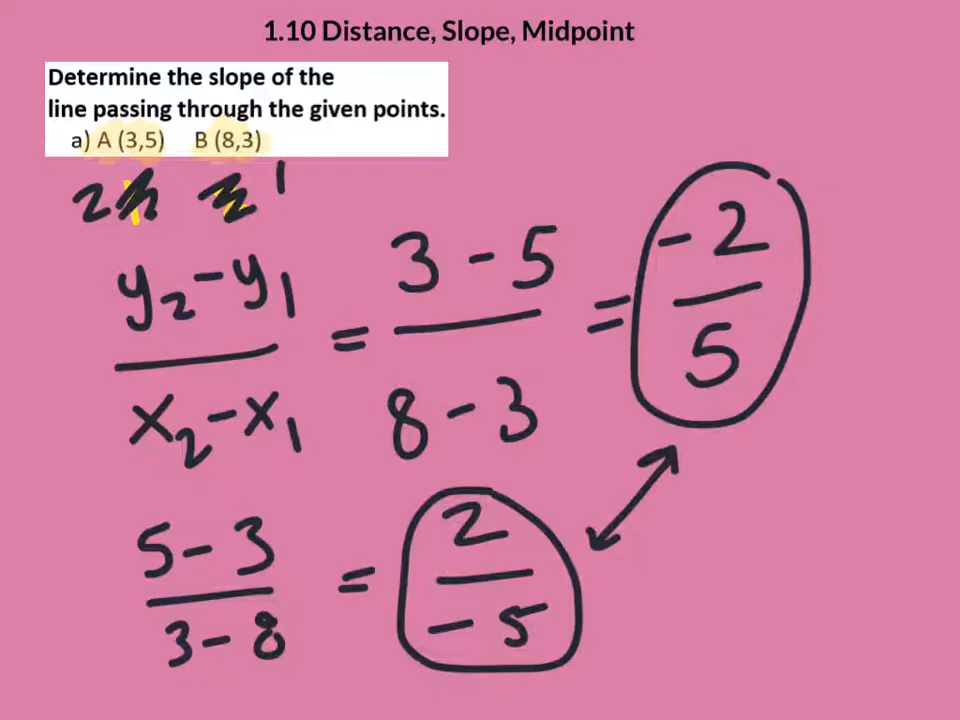 1.10 Distance, Slope, Midpoint
Determine the slope of the
line passing through the given points.
a) A (3,5) B (8,3)
2 1
y₂-y₁ / x₂-x₁ = 3-5 / 8-3 = -2 / 5
5-3 / 3-8 = 2 / -5